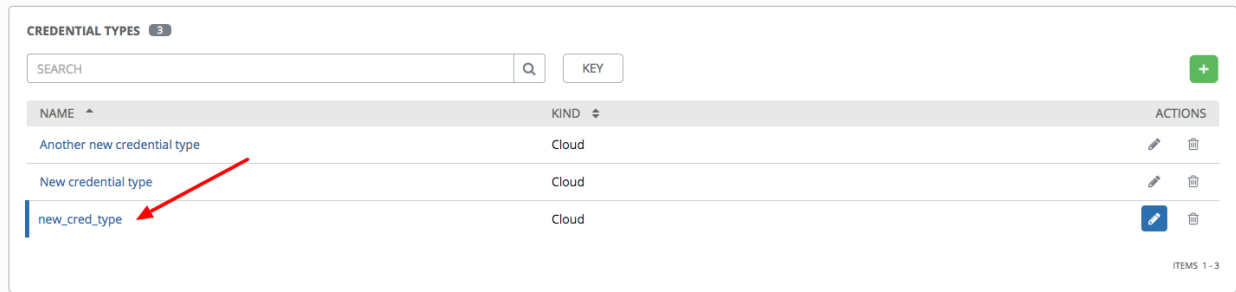 CREDENTIAL TYPES 3
SEARCH KEY +
NAME KIND ACTIONS
Another new credential type Cloud
New credential type Cloud
new_cred_type Cloud
ITEMS 1 - 3